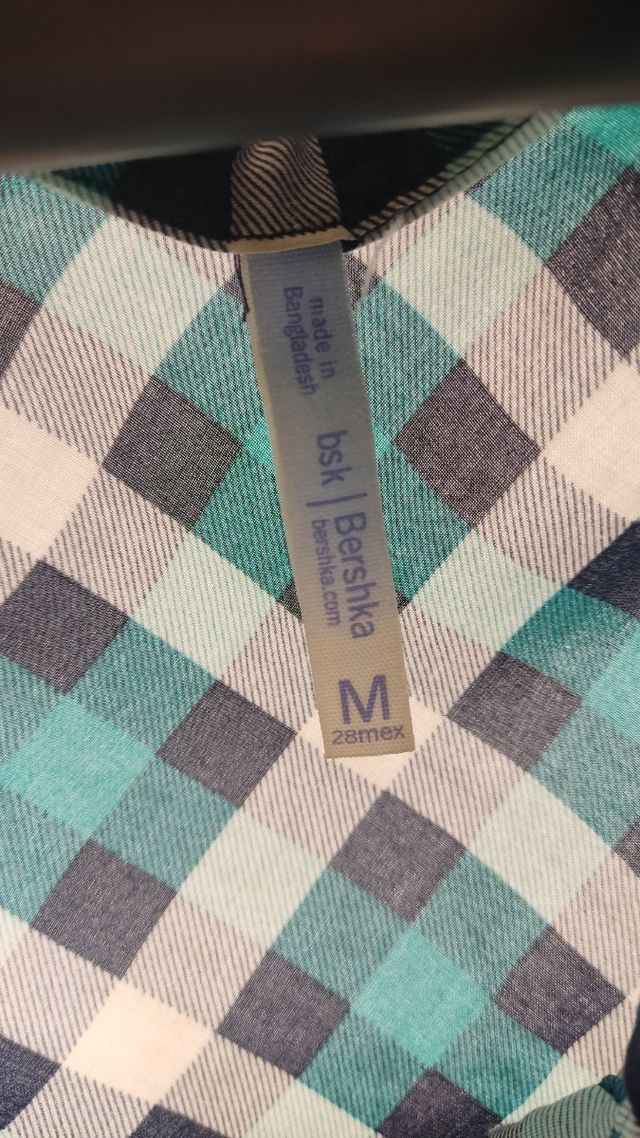 made in
Bangladesh
bsk | Bershka
bershka.com
M
28mex